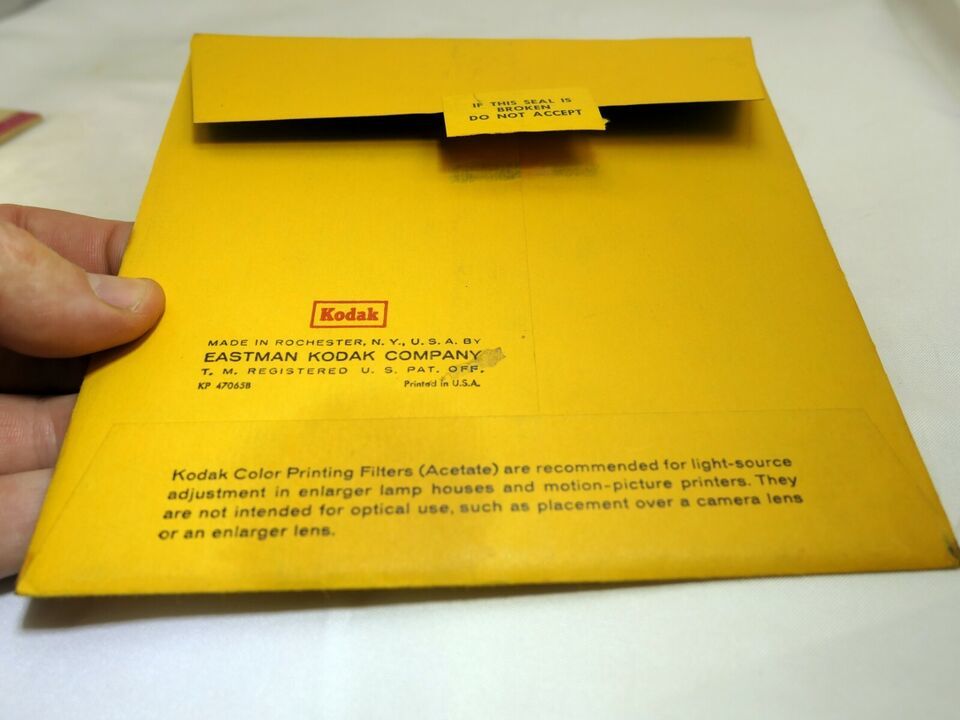 IF THIS SEAL IS
BROKEN
DO NOT ACCEPT
Kodak
MADE IN ROCHESTER, N. Y., U. S. A. BY
EASTMAN KODAK COMPANY
T. M. REGISTERED U. S. PAT. OFF.
KP 47065B Printed in U.S.A.
Kodak Color Printing Filters (Acetate) are recommended for light-source
adjustment in enlarger lamp houses and motion-picture printers. They
are not intended for optical use, such as placement over a camera lens
or an enlarger lens.